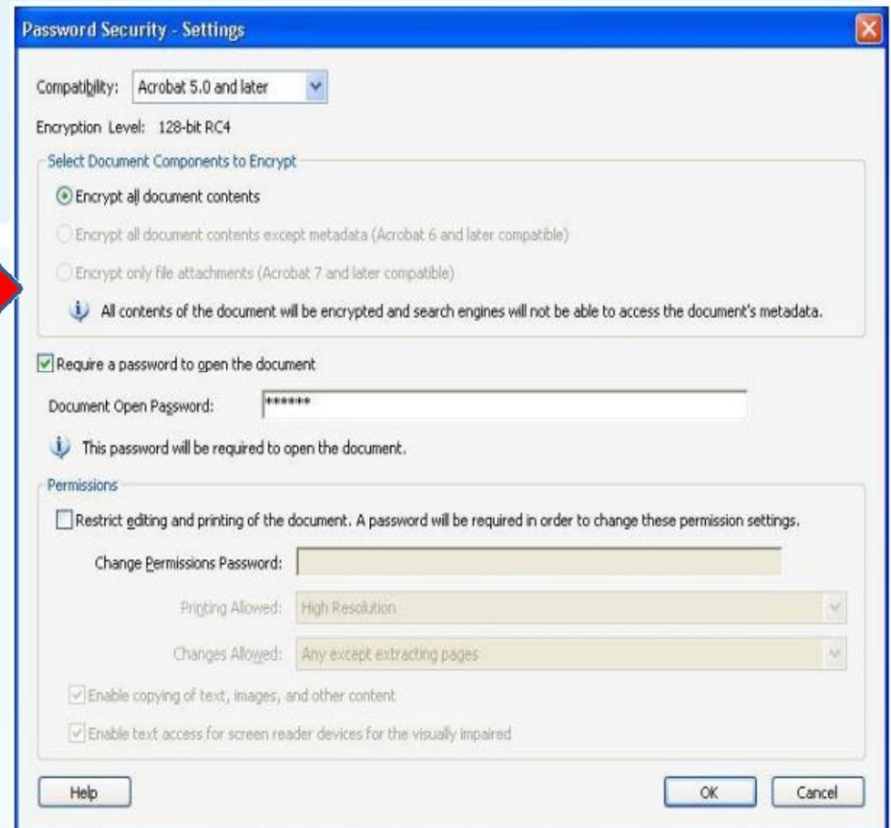 Password Security - Settings
Compatibility: Acrobat 5.0 and later
Encryption Level: 128-bit RC4
Select Document Components to Encrypt
Encrypt all document contents
Encrypt all document contents except metadata (Acrobat 6 and later compatible)
Encrypt only file attachments (Acrobat 7 and later compatible)
All contents of the document will be encrypted and search engines will not be able to access the document's metadata.
Require a password to open the document
Document Open Password: ******
This password will be required to open the document.
Permissions
Restrict editing and printing of the document. A password will be required in order to change these permission settings.
Change Permissions Password:
Printing Allowed: High Resolution
Changes Allowed: Any except extracting pages
Enable copying of text, images, and other content
Enable text access for screen reader devices for the visually impaired
Help OK Cancel